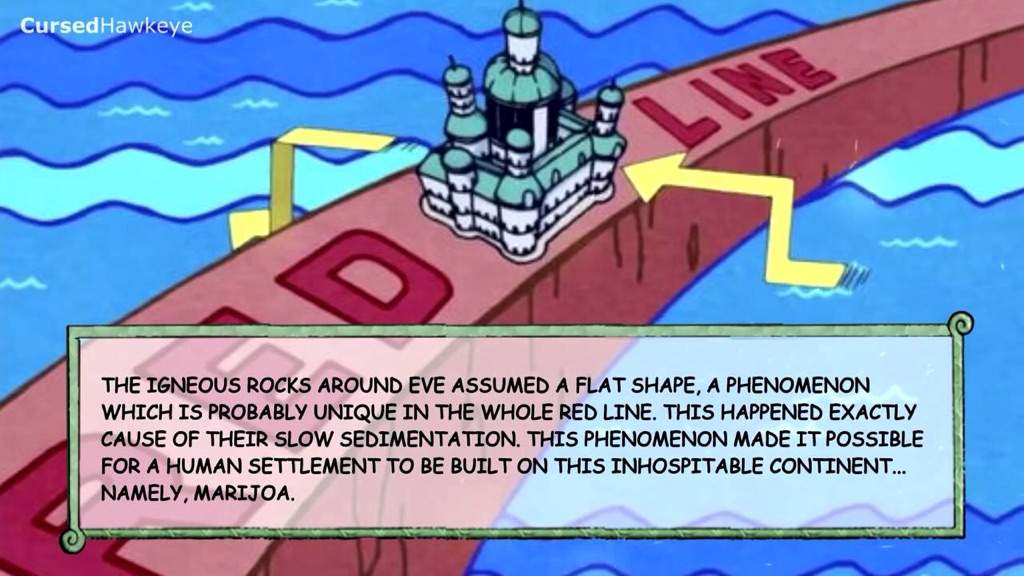 CursedHawkeye
RED LINE
THE IGNEOUS ROCKS AROUND EVE ASSUMED A FLAT SHAPE, A PHENOMENON
WHICH IS PROBABLY UNIQUE IN THE WHOLE RED LINE. THIS HAPPENED EXACTLY
CAUSE OF THEIR SLOW SEDIMENTATION. THIS PHENOMENON MADE IT POSSIBLE
FOR A HUMAN SETTLEMENT TO BE BUILT ON THIS INHOSPITABLE CONTINENT...
NAMELY, MARIJOA.